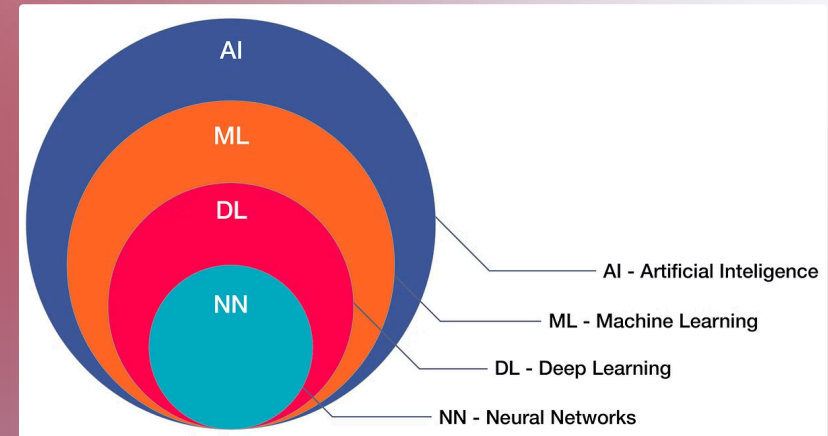 AI
ML
DL
NN
AI - Artificial Inteligence
ML - Machine Learning
DL - Deep Learning
NN - Neural Networks